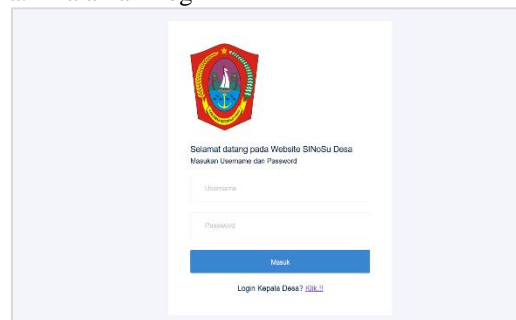 Selamat datang pada Website SINoSu Desa
Masukan Username dan Password
Username
Password
Masuk
Login Kepala Desa? Klik.!!